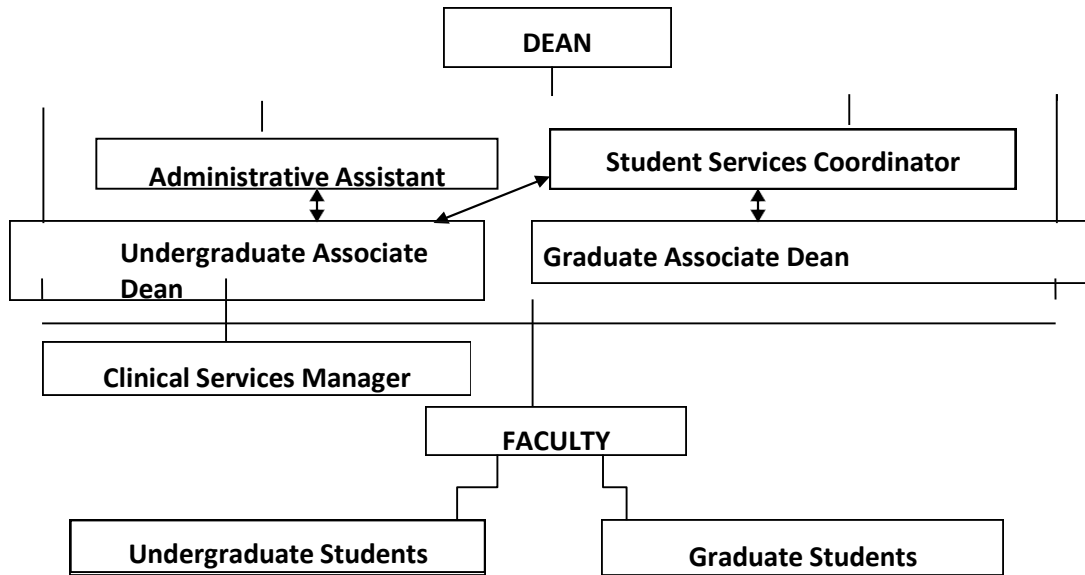 DEAN
Administrative Assistant
Student Services Coordinator
Undergraduate Associate
Dean
Graduate Associate Dean
Clinical Services Manager
FACULTY
Undergraduate Students
Graduate Students